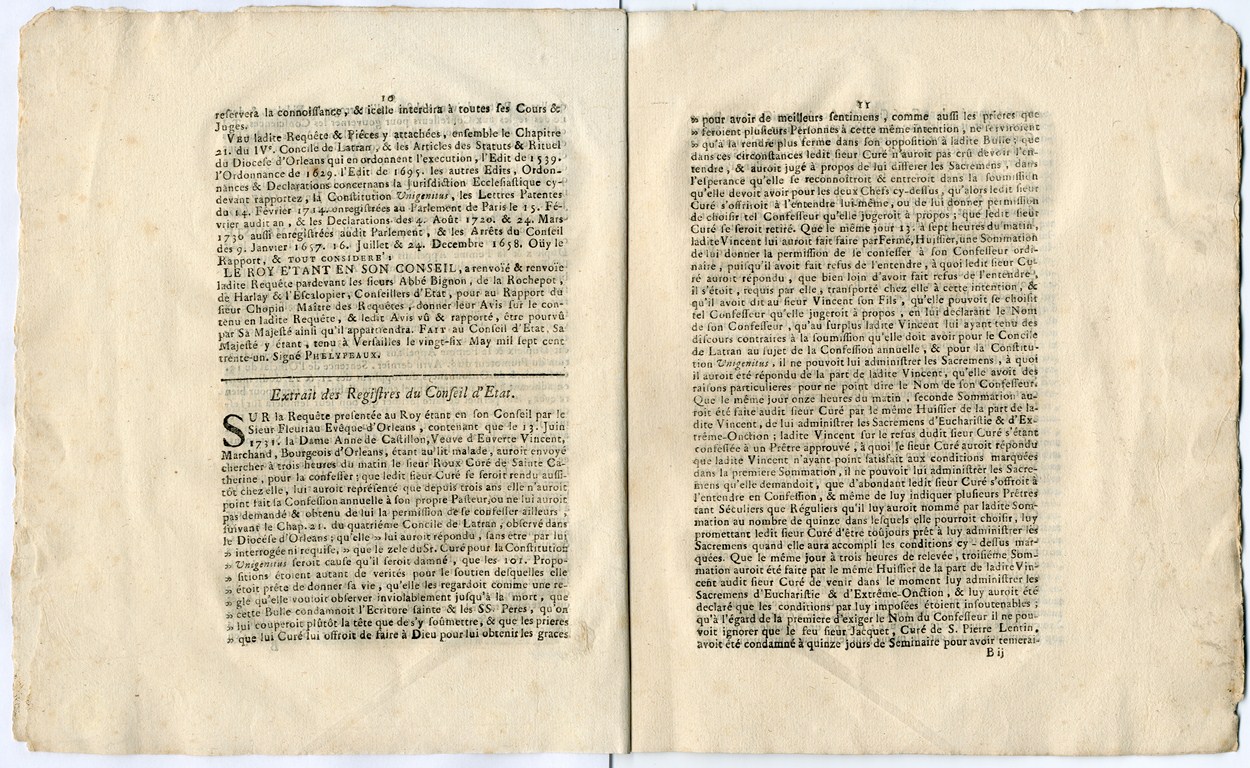 10
reservera la connoissance, & icelle interdira à toutes ses Cours &
Juges.
VEU ladite Requête & Piéces y attachées, ensemble le Chapitre
21. du IVe. Concile de Latran, & les Articles des Statuts & Rituel
du Diocese d'Orleans qui en ordonnent l'execution, l'Edit de 1539.
l'Ordonnance de 1629. l'Edit de 1695. les autres Edits, Ordon-
nances & Declarations concernans la Jurisdiction Ecclesiastique cy-
devant rapportez, la Constitution Unigenitus, les Lettres Patentes
du 14. Février 1714. enregistrées au Parlement de Paris le 15. Fé-
vrier audit an, & les Declarations des 4. Août 1720. & 24. Mars
1730 aussi enregistrées audit Parlement, & les Arrêts du Conseil
des 9. Janvier 1657. 16. Juillet & 24. Decembre 1658. Oüy le
Rapport, & TOUT CONSIDERE':
LE ROY E'TANT EN SON CONSEIL, a renvoié & renvoie
ladite Requête pardevant les sieurs Abbé Bignon, de la Rochepot,
de Harlay & l'Escalopier, Conseillers d'Etat, pour au Rapport du
sieur Chopin Maître des Requêtes, donner leur Avis sur le con-
tenu en ladite Requête, & ledit Avis vû & rapporté, être pourvû
par Sa Majesté ainsi qu'il appartiendra. FAIT au Conseil d'Etat, Sa
Majesté y étant, tenu à Versailles le vingt-six May mil sept cent
trente-un. Signé PHELYPEAUX.
Extrait des Registres du Conseil d'Etat.
SUR la Requête presentée au Roy étant en son Conseil par le
Sieur Fleuriau Evêque d'Orleans, contenant que le 13. Juin
1731. la Dame Anne de Castillon, Veuve d'Euverte Vincent,
Marchand, Bourgeois d'Orleans, étant au lit malade, auroit envoyé
chercher à trois heures du matin le sieur Roux Curé de Sainte Ca-
therine, pour la confesser; que ledit sieur Curé se seroit rendu aussi-
tôt chez elle, lui auroit représenté que depuis trois ans elle n'auroit
point fait la Confession annuelle à son propre Pasteur, ou ne lui auroit
pas demandé & obtenu de lui la permission de se confesser ailleurs,
suivant le Chap. 21. du quatriéme Concile de Latran, observé dans
le Diocése d'Orleans; qu'elle » lui auroit répondu, sans être par lui
» interrogée ni requise, » que le zele du Sr. Curé pour la Constitution
» Unigenitus seroit cause qu'il seroit damné, que les 101. Propo-
» sitions étoient autant de verités pour le soutien desquelles elle
» étoit prête de donner sa vie, qu'elle les regardoit comme une re-
» gle qu'elle vouloit observer inviolablement jusqu'à la mort, que
» cette Bulle condamnoit l'Ecriture sainte & les SS. Peres, qu'on
» lui couperoit plûtôt la tête que de s'y soûmettre, & que les prieres
» que lui Curé lui offroit de faire à Dieu pour lui obtenir les graces
11
» pour avoir de meilleurs sentimens, comme aussi les prieres que
» feroient plusieurs Personnes à cette même intention, ne serviroient
» qu'à la rendre plus ferme dans son opposition à ladite Bulle; que
dans ces circonstances ledit sieur Curé n'auroit pas crû devoir l'en-
tendre, & auroit jugé à propos de lui differer les Sacremens, dans
l'esperance qu'elle se reconnoîtroit & entreroit dans la soumission
qu'elle devoit avoir pour les deux Chefs cy-dessus, qu'alors ledit sieur
Curé s'offriroit à l'entendre lui-même, ou de lui donner permission
de choisir tel Confesseur qu'elle jugeroit à propos; que ledit sieur
Curé se seroit retiré. Que le même jour 13. à sept heures du matin,
ladite Vincent lui auroit fait faire par Fermé, Huissier, une Sommation
de lui donner la permission de se confesser à son Confesseur ordi-
naire, puisqu'il avoit fait refus de l'entendre, à quoi ledit sieur Cu-
ré auroit répondu, que bien loin d'avoit fait refus de l'entendre,
il s'étoit, requis par elle, transporté chez elle à cette intention, &
qu'il avoit dit au sieur Vincent son Fils, qu'elle pouvoit se choisir
tel Confesseur qu'elle jugeroit à propos, en lui déclarant le Nom
de son Confesseur, qu'au surplus ladite Vincent lui ayant tenu des
discours contraires à la soumission qu'elle doit avoir pour le Concile
de Latran au sujet de la Confession annuelle, & pour la Constitu-
tion Unigenitus, il ne pouvoit lui administrer les Sacremens, à quoi
il auroit été répondu de la part de ladite Vincent, qu'elle avoit des
raisons particulieres pour ne point dire le Nom de son Confesseur.
Que le même jour onze heures du matin, seconde Sommation au-
roit été faite audit sieur Curé par le même Huissier de la part de la-
dite Vincent, de lui administrer les Sacremens d'Eucharistie & d'Ex-
trême-Onction; ladite Vincent sur le refus dudit sieur Curé s'étant
confessée à un Prêtre approuvé, à quoi le sieur Curé auroit répondu
que ladite Vincent n'ayant point satisfait aux conditions marquées
dans la premiere Sommation, il ne pouvoit lui administrer les Sacre-
mens qu'elle demandoit, que d'abondant ledit sieur Curé s'offroit à
l'entendre en Confession, & même de luy indiquer plusieurs Prêtres
tant Séculiers que Réguliers qu'il luy auroit nommé par ladite Som-
mation au nombre de quinze dans lesquels elle pourroit choisir, luy
promettant ledit sieur Curé d'être toûjours prêt à luy administrer les
Sacremens quand elle aura accompli les conditions cy-dessus mar-
quées. Que le même jour à trois heures de relevée, troisiéme Som-
mation auroit été faite par le même Huissier de la part de ladite Vin-
cent audit sieur Curé de venir dans le moment luy administrer les
Sacremens d'Eucharistie & d'Extrême-Onction, & luy auroit été
declaré que les conditions par luy imposées étoient insoutenables;
qu'à l'égard de la premiere d'exiger le Nom du Confesseur il ne pou-
voit ignorer que le feu sieur Jacquet, Curé de S. Pierre Lentin,
avoit été condamné à quinze jours de Seminaire pour avoir temerai-
B ij